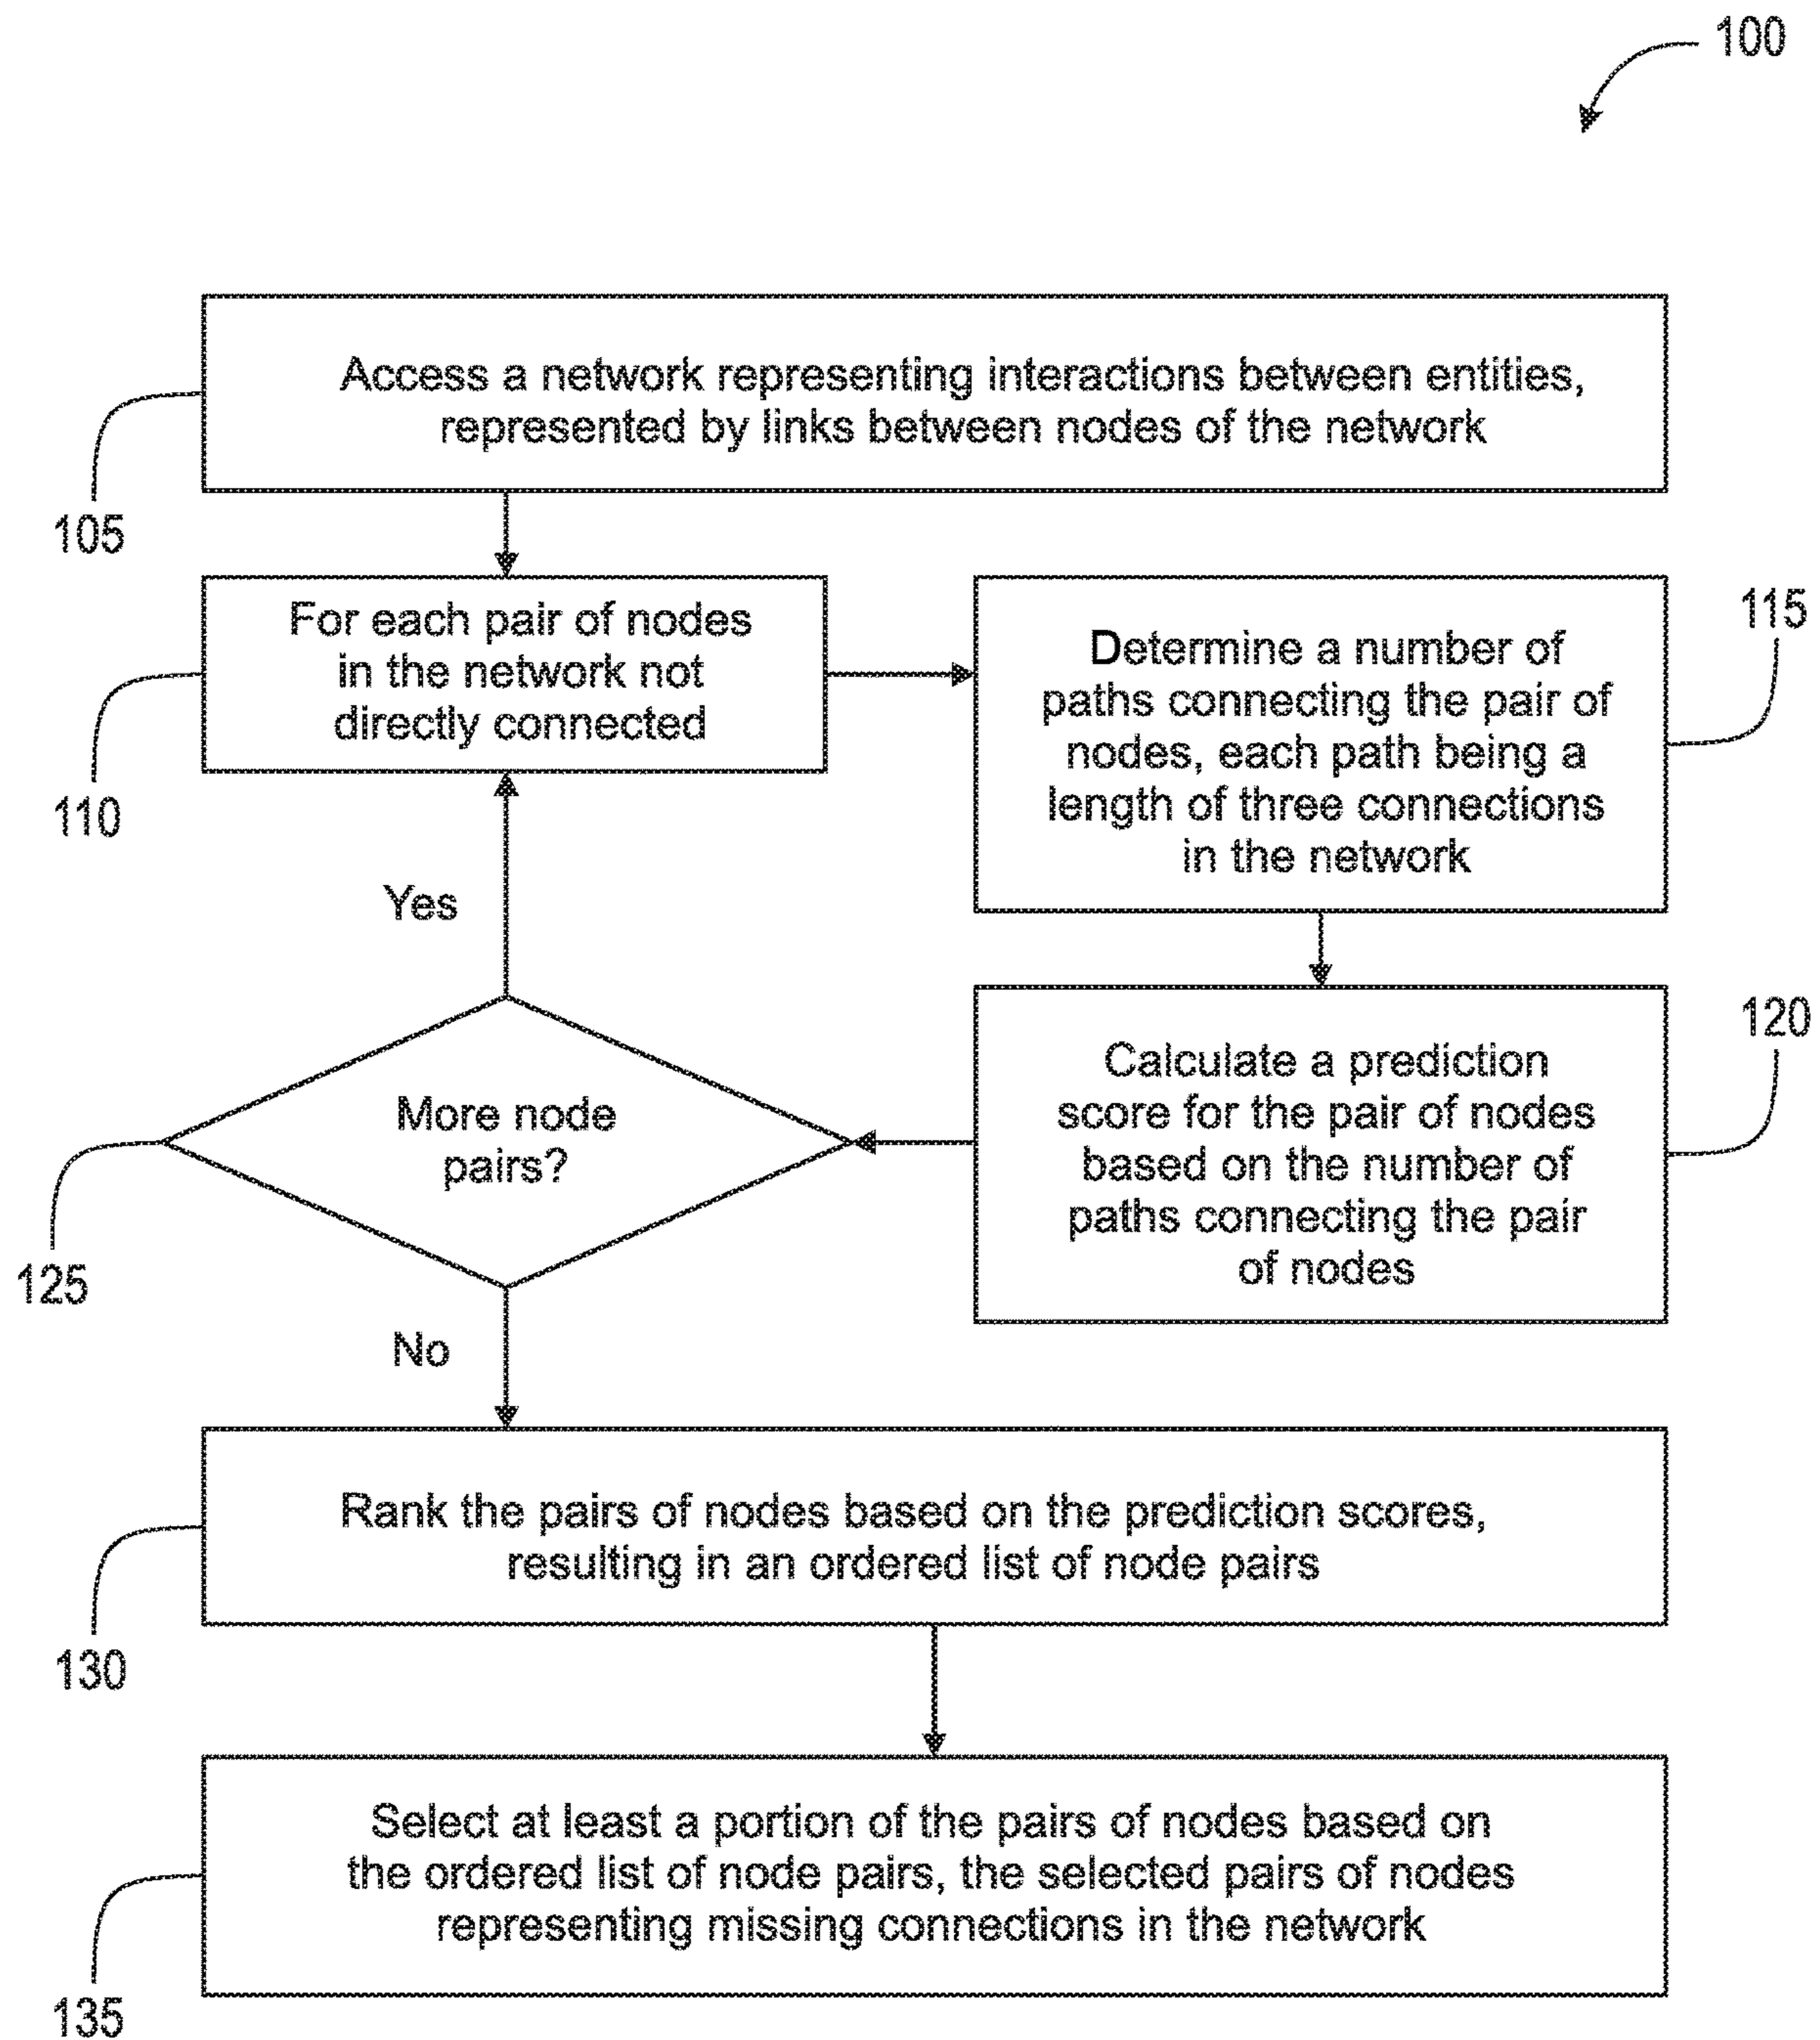 100
Access a network representing interactions between entities,
represented by links between nodes of the network
105
For each pair of nodes
in the network not
directly connected
110
Determine a number of
paths connecting the pair of
nodes, each path being a
length of three connections
in the network
115
Calculate a prediction
score for the pair of nodes
based on the number of
paths connecting the pair
of nodes
120
Yes
More node
pairs?
125
No
Rank the pairs of nodes based on the prediction scores,
resulting in an ordered list of node pairs
130
Select at least a portion of the pairs of nodes based on
the ordered list of node pairs, the selected pairs of nodes
representing missing connections in the network
135